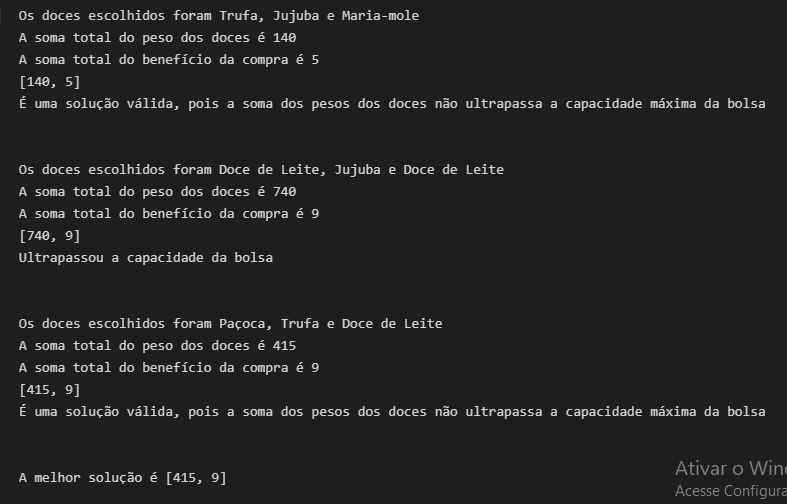 Os doces escolhidos foram Trufa, Jujuba e Maria-mole
A soma total do peso dos doces é 140
A soma total do benefício da compra é 5
[140, 5]
É uma solução válida, pois a soma dos pesos dos doces não ultrapassa a capacidade máxima da bolsa
Os doces escolhidos foram Doce de Leite, Jujuba e Doce de Leite
A soma total do peso dos doces é 740
A soma total do benefício da compra é 9
[740, 9]
Ultrapassou a capacidade da bolsa
Os doces escolhidos foram Paçoca, Trufa e Doce de Leite
A soma total do peso dos doces é 415
A soma total do benefício da compra é 9
[415, 9]
É uma solução válida, pois a soma dos pesos dos doces não ultrapassa a capacidade máxima da bolsa
A melhor solução é [415, 9]
Ativar o Win
Acesse Configura